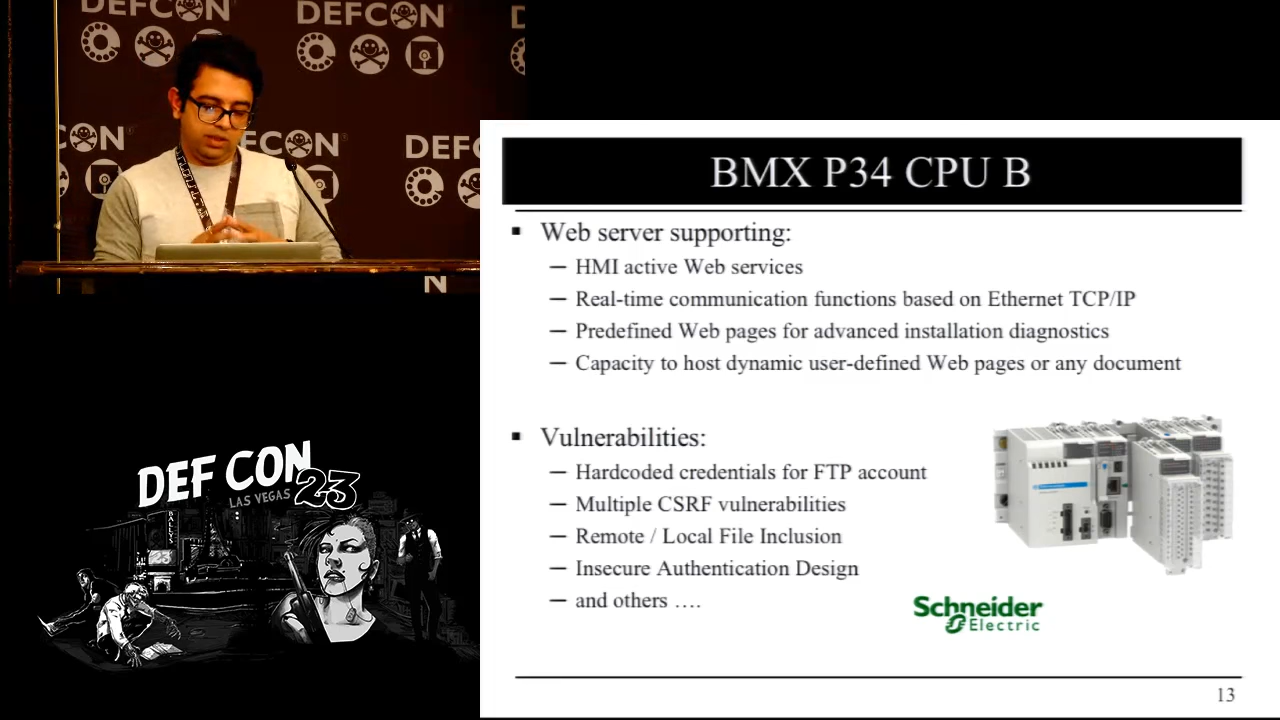 DEFCON
DEFCON
BMX P34 CPU B
Web server supporting:
— HMI active Web services
— Real-time communication functions based on Ethernet TCP/IP
— Predefined Web pages for advanced installation diagnostics
— Capacity to host dynamic user-defined Web pages or any document
Vulnerabilities:
— Hardcoded credentials for FTP account
— Multiple CSRF vulnerabilities
— Remote / Local File Inclusion
— Insecure Authentication Design
— and others ….
Schneider
Electric
13
DEF CON
LAS VEGAS 23
BALLYS